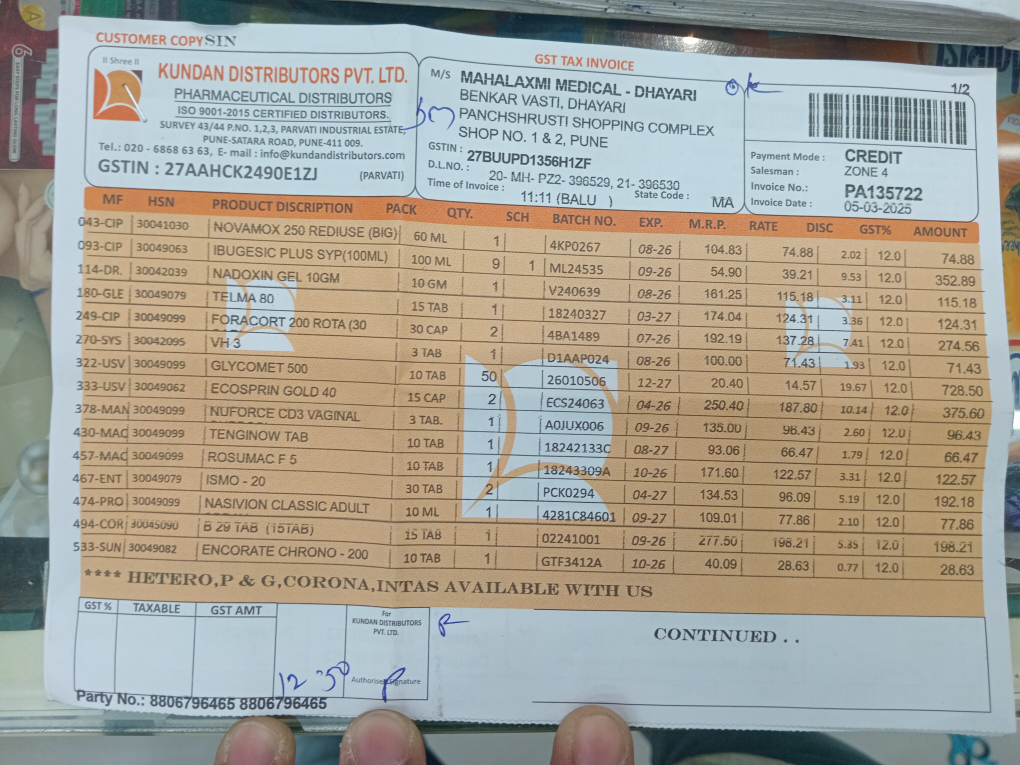 CUSTOMER COPY SIN
GST TAX INVOICE
II Shree II
KUNDAN DISTRIBUTORS PVT. LTD.
PHARMACEUTICAL DISTRIBUTORS
ISO 9001-2015 CERTIFIED DISTRIBUTORS.
SURVEY 43/44 P.NO. 1,2,3, PARVATI INDUSTRIAL ESTATE,
PUNE-SATARA ROAD, PUNE-411 009.
Tel.: 020 - 6868 63 63, E- mail : info@kundandistributors.com
GSTIN : 27AAHCK2490E1ZJ (PARVATI)
M/S MAHALAXMI MEDICAL - DHAYARI
BENKAR VASTI, DHAYARI
PANCHSHRUSTI SHOPPING COMPLEX
SHOP NO. 1 & 2, PUNE
GSTIN : 27BUUPD1356H1ZF
D.L.NO. : 20- MH- PZ2- 396529, 21- 396530
Time of Invoice : 11:11 (BALU ) State Code : MA
ok
1/2
Payment Mode : CREDIT
Salesman : ZONE 4
Invoice No.: PA135722
Invoice Date : 05-03-2025
MF HSN PRODUCT DISCRIPTION PACK QTY. SCH BATCH NO. EXP. M.R.P. RATE DISC GST% AMOUNT
043-CIP 30041030 NOVAMOX 250 REDIUSE (BIG) 60 ML 1 4KP0267 08-26 104.83 74.88 2.02 12.0 74.88
093-CIP 30049063 IBUGESIC PLUS SYP(100ML) 100 ML 9 1 ML24535 09-26 54.90 39.21 9.53 12.0 352.89
114-DR. 30042039 NADOXIN GEL 10GM 10 GM 1 V240639 08-26 161.25 115.18 3.11 12.0 115.18
180-GLE 30049079 TELMA 80 15 TAB 1 18240327 03-27 174.04 124.31 3.36 12.0 124.31
249-CIP 30049099 FORACORT 200 ROTA (30 30 CAP 2 4BA1489 07-26 192.19 137.28 7.41 12.0 274.56
270-SYS 30042095 VH 3 3 TAB 1 D1AAP024 08-26 100.00 71.43 1.93 12.0 71.43
322-USV 30049099 GLYCOMET 500 10 TAB 50 26010506 12-27 20.40 14.57 19.67 12.0 728.50
333-USV 30049062 ECOSPRIN GOLD 40 15 CAP 2 ECS24063 04-26 250.40 187.80 10.14 12.0 375.60
378-MAN 30049099 NUFORCE CD3 VAGINAL 3 TAB. 1 A0JUX006 09-26 135.00 96.43 2.60 12.0 96.43
430-MAC 30049099 TENGINOW TAB 10 TAB 1 18242133C 08-27 93.06 66.47 1.79 12.0 66.47
457-MAC 30049099 ROSUMAC F 5 10 TAB 1 18243309A 10-26 171.60 122.57 3.31 12.0 122.57
467-ENT 30049079 ISMO - 20 30 TAB 2 PCK0294 04-27 134.53 96.09 5.19 12.0 192.18
474-PRO 30049099 NASIVION CLASSIC ADULT 10 ML 1 4281C84601 09-27 109.01 77.86 2.10 12.0 77.86
494-COR 30045090 B 29 TAB (15TAB) 15 TAB 1 02241001 09-26 277.50 198.21 5.35 12.0 198.21
533-SUN 30049082 ENCORATE CHRONO - 200 10 TAB 1 GTF3412A 10-26 40.09 28.63 0.77 12.0 28.63
**** HETERO,P & G,CORONA,INTAS AVAILABLE WITH US
GST % TAXABLE GST AMT
For
KUNDAN DISTRIBUTORS
PVT. LTD.
Authorised Signature
CONTINUED . .
12-30
Party No.: 8806796465 8806796465